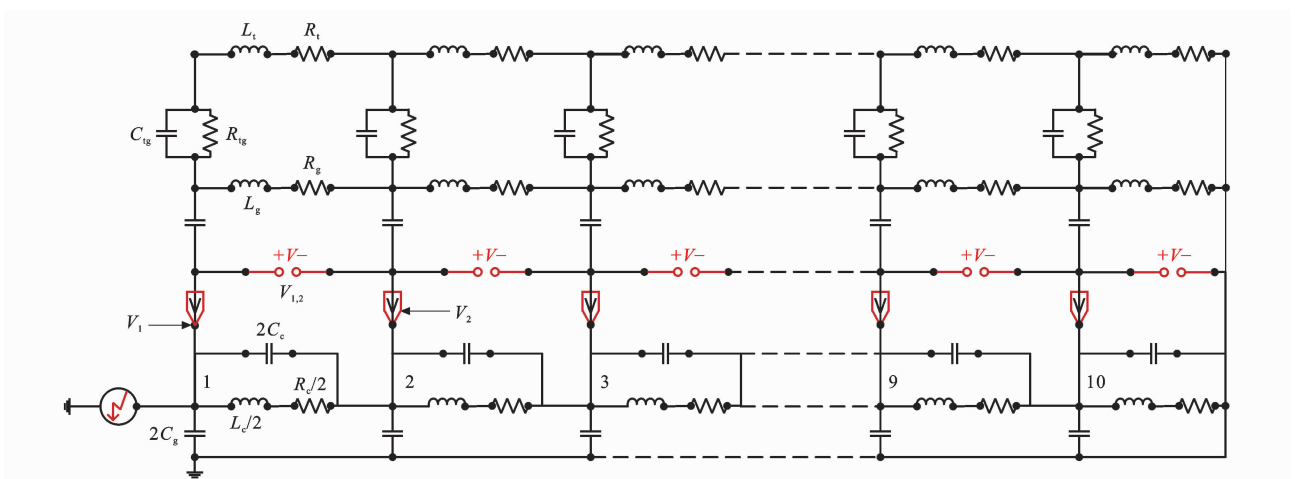 L_t R_t
C_tg R_tg
R_g
L_g
+V− +V− +V− +V− +V−
V_1,2
V_1 V_2
2C_c
1 R_c/2 2 3 9 10
L_c/2
2C_g